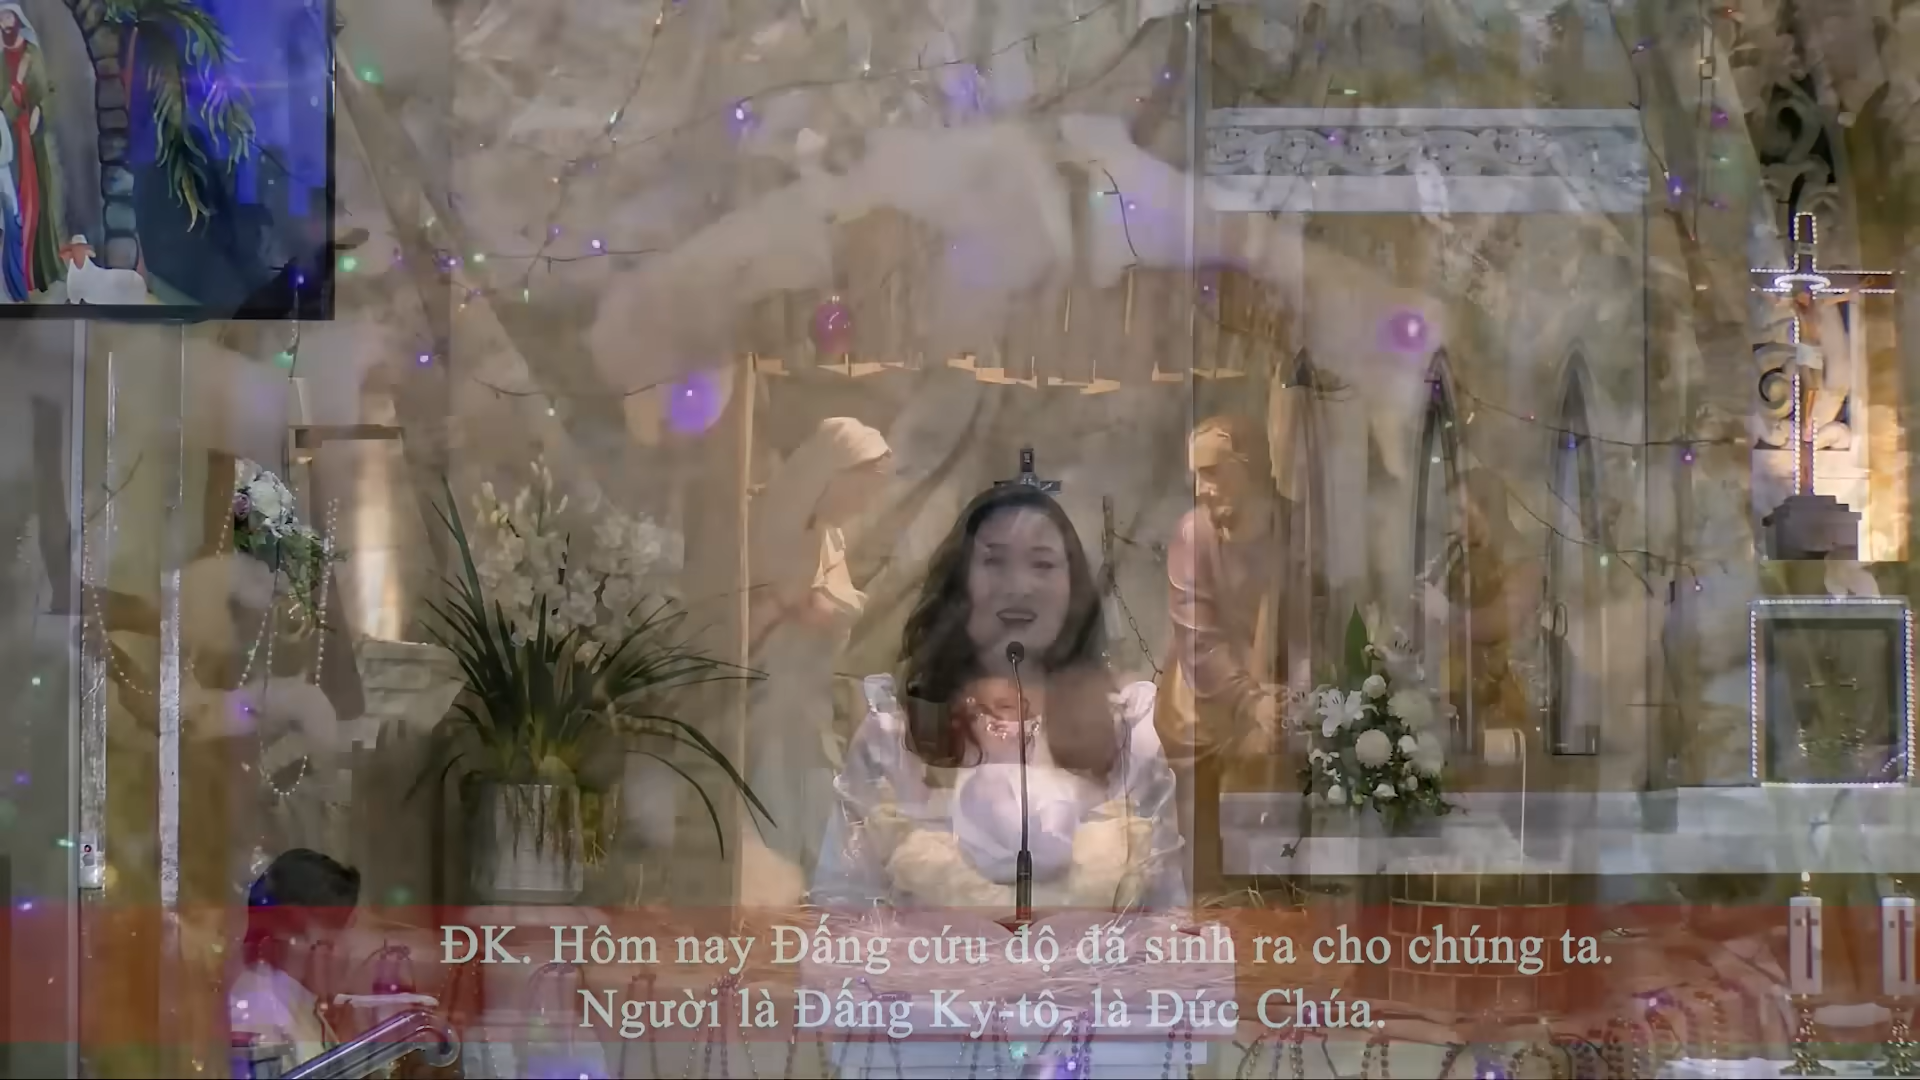 ĐK. Hôm nay Đấng cứu độ đã sinh ra cho chúng ta.
Người là Đấng Ky-tô, là Đức Chúa.